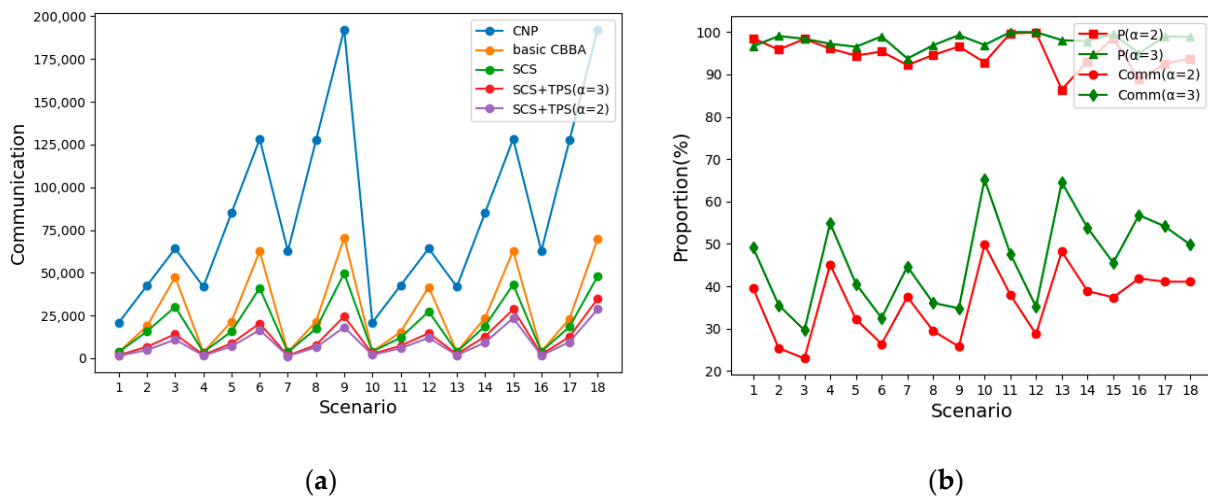 200,000
175,000
150,000
125,000
100,000
75,000
50,000
25,000
0
Communication
CNP
basic CBBA
SCS
SCS+TPS(α=3)
SCS+TPS(α=2)
1 2 3 4 5 6 7 8 9 10 11 12 13 14 15 16 17 18
Scenario
(a)
100
90
80
70
60
50
40
30
20
Proportion(%)
P(α=2)
P(α=3)
Comm(α=2)
Comm(α=3)
1 2 3 4 5 6 7 8 9 10 11 12 13 14 15 16 17 18
Scenario
(b)